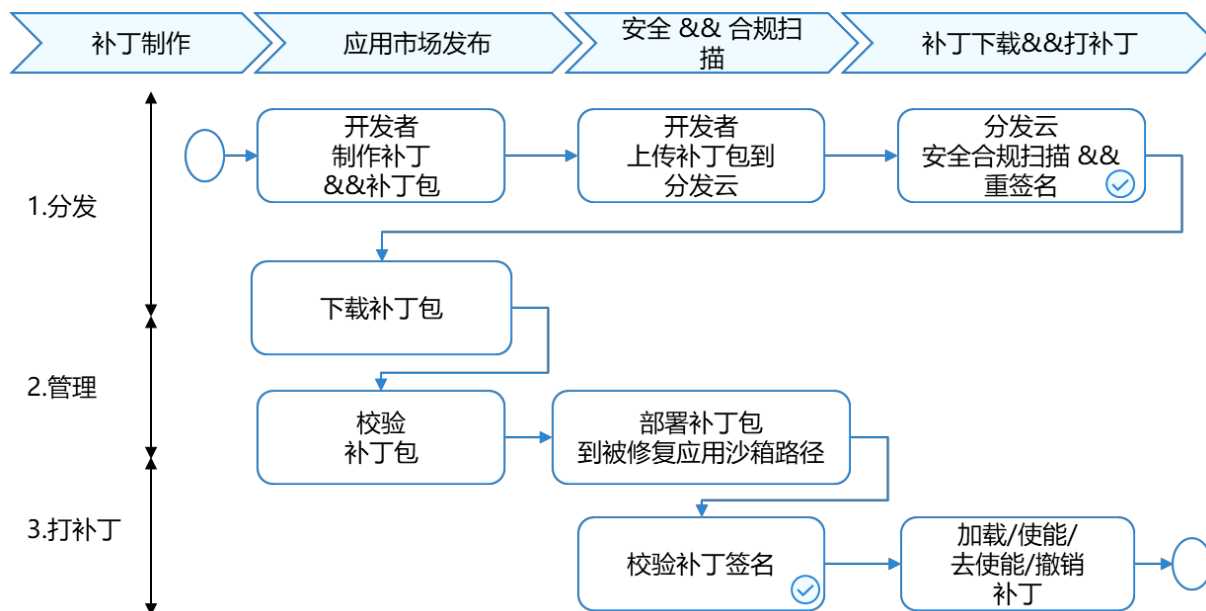 补丁制作
应用市场发布
安全 && 合规扫
描
补丁下载&&打补丁
1.分发
开发者
制作补丁
&&补丁包
开发者
上传补丁包到
分发云
分发云
安全合规扫描 &&
重签名
下载补丁包
2.管理
校验
补丁包
部署补丁包
到被修复应用沙箱路径
3.打补丁
校验补丁签名
加载/使能/
去使能/撤销
补丁